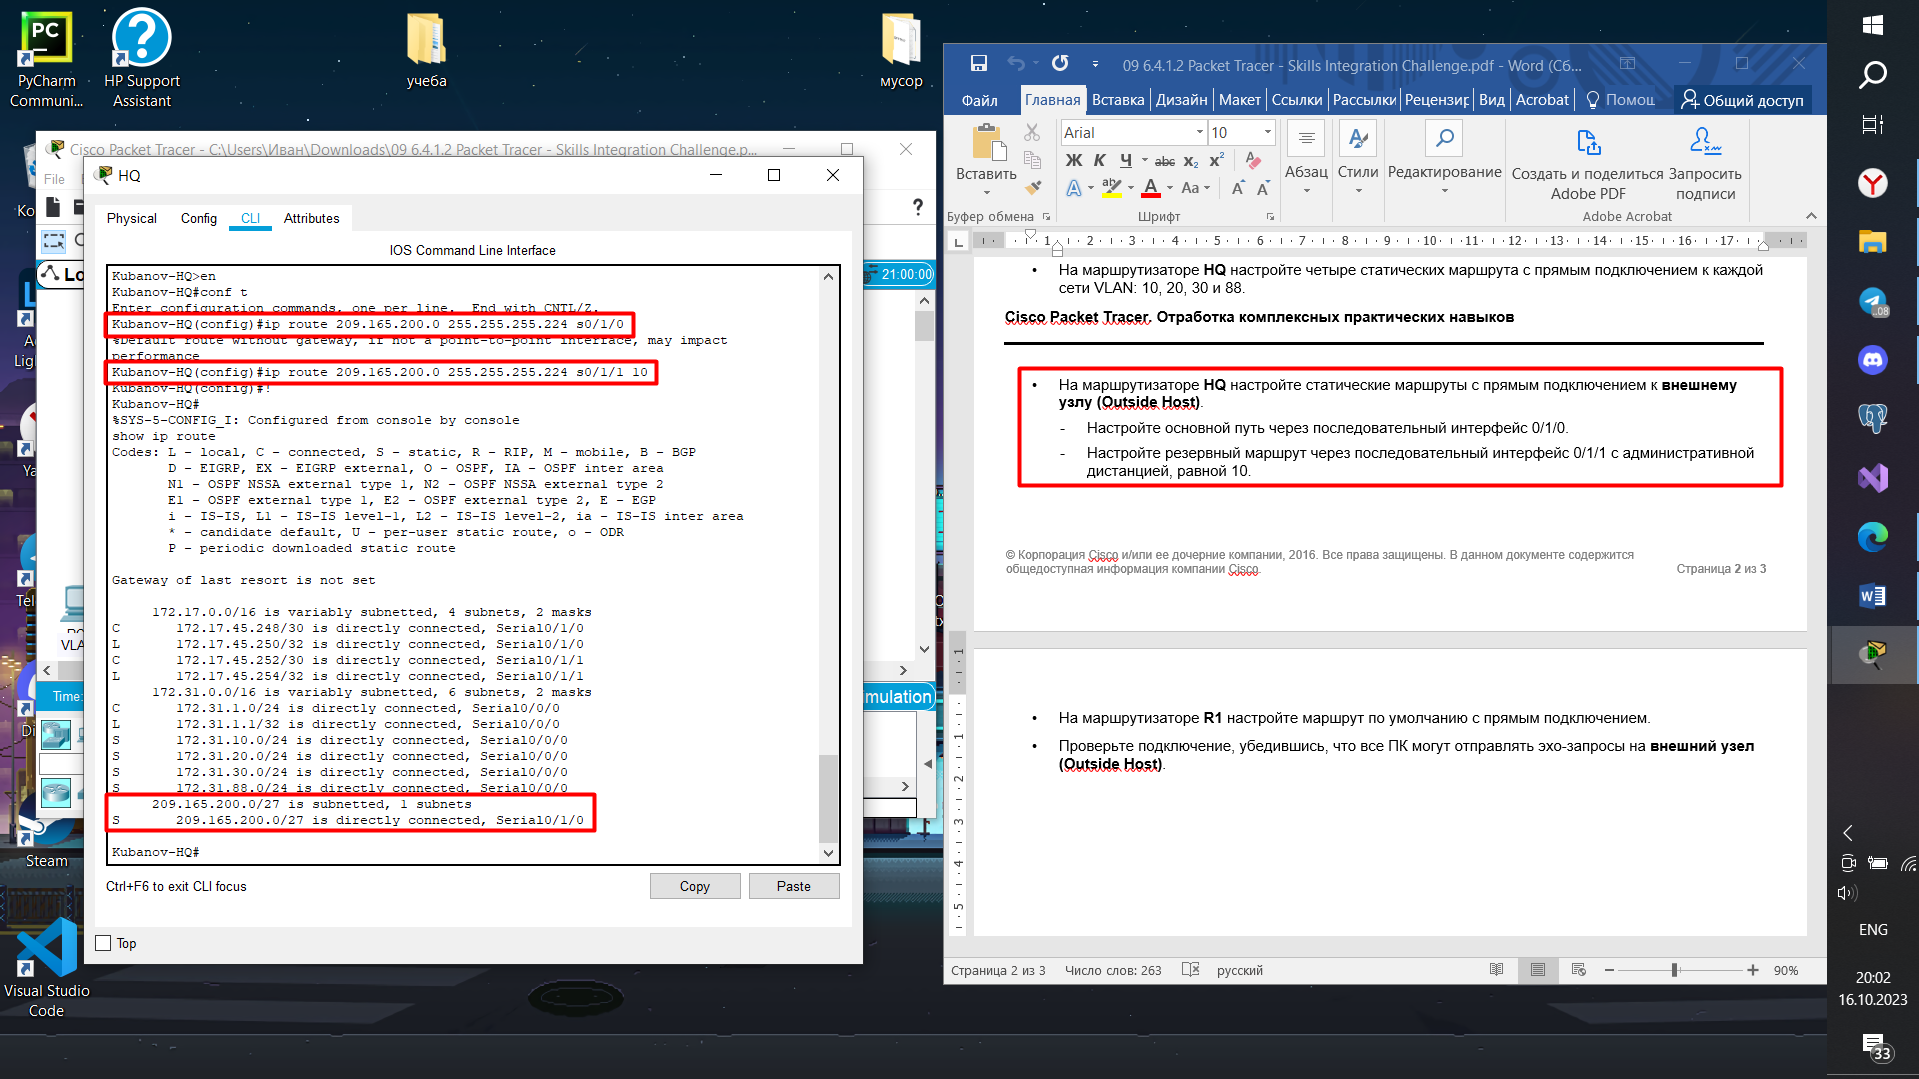 PyCharm
Communi...
HP Support
Assistant
учеба
мусор
Cisco Packet Tracer - C:\Users\Иван\Downloads\09 6.4.1.2 Packet Tracer - Skills Integration Challenge.p...
File
HQ
Physical Config CLI Attributes
IOS Command Line Interface
21:00:00
Kubanov-HQ>en
Kubanov-HQ#conf t
Enter configuration commands, one per line. End with CNTL/Z.
Kubanov-HQ(config)#ip route 209.165.200.0 255.255.255.224 s0/1/0
%Default route without gateway, if not a point-to-point interface, may impact
performance
Kubanov-HQ(config)#ip route 209.165.200.0 255.255.255.224 s0/1/1 10
Kubanov-HQ(config)#!
Kubanov-HQ#
%SYS-5-CONFIG_I: Configured from console by console
show ip route
Codes: L - local, C - connected, S - static, R - RIP, M - mobile, B - BGP
D - EIGRP, EX - EIGRP external, O - OSPF, IA - OSPF inter area
N1 - OSPF NSSA external type 1, N2 - OSPF NSSA external type 2
E1 - OSPF external type 1, E2 - OSPF external type 2, E - EGP
i - IS-IS, L1 - IS-IS level-1, L2 - IS-IS level-2, ia - IS-IS inter area
* - candidate default, U - per-user static route, o - ODR
P - periodic downloaded static route
Gateway of last resort is not set
172.17.0.0/16 is variably subnetted, 4 subnets, 2 masks
C 172.17.45.248/30 is directly connected, Serial0/1/0
L 172.17.45.250/32 is directly connected, Serial0/1/0
C 172.17.45.252/30 is directly connected, Serial0/1/1
L 172.17.45.254/32 is directly connected, Serial0/1/1
172.31.0.0/16 is variably subnetted, 6 subnets, 2 masks
C 172.31.1.0/24 is directly connected, Serial0/0/0
L 172.31.1.1/32 is directly connected, Serial0/0/0
S 172.31.10.0/24 is directly connected, Serial0/0/0
S 172.31.20.0/24 is directly connected, Serial0/0/0
S 172.31.30.0/24 is directly connected, Serial0/0/0
S 172.31.88.0/24 is directly connected, Serial0/0/0
209.165.200.0/27 is subnetted, 1 subnets
S 209.165.200.0/27 is directly connected, Serial0/1/0
Kubanov-HQ#
Ctrl+F6 to exit CLI focus
Copy Paste
Top
Time:
imulation
Steam
Visual Studio
Code
09 6.4.1.2 Packet Tracer - Skills Integration Challenge.pdf - Word (Сб...
Файл Главная Вставка Дизайн Макет Ссылки Рассылки Рецензир Вид Acrobat Помощ Общий доступ
Вставить
Буфер обмена
Arial 10
Ж К Ч abc x₂ x²
Aa
Шрифт
Абзац
Стили
Редактирование
Создать и поделиться
Adobe PDF
Запросить
подписи
Adobe Acrobat
1 2 3 4 5 6 7 8 9 10 11 12 13 14 15 16 17
• На маршрутизаторе HQ настройте четыре статических маршрута с прямым подключением к каждой
сети VLAN: 10, 20, 30 и 88.
Cisco Packet Tracer. Отработка комплексных практических навыков
• На маршрутизаторе HQ настройте статические маршруты с прямым подключением к внешнему
узлу (Outside Host).
- Настройте основной путь через последовательный интерфейс 0/1/0.
- Настройте резервный маршрут через последовательный интерфейс 0/1/1 с административной
дистанцией, равной 10.
© Корпорация Cisco и/или ее дочерние компании, 2016. Все права защищены. В данном документе содержится
общедоступная информация компании Cisco.
Страница 2 из 3
• На маршрутизаторе R1 настройте маршрут по умолчанию с прямым подключением.
• Проверьте подключение, убедившись, что все ПК могут отправлять эхо-запросы на внешний узел
(Outside Host).
Страница 2 из 3 Число слов: 263 русский 90%
ENG
20:02
16.10.2023
33